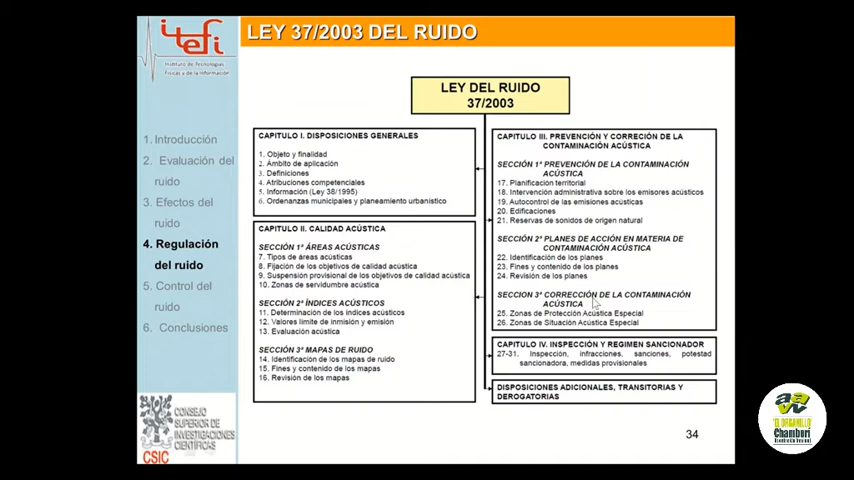 itefi
Instituto de Tecnologías
Físicas y de la Información
LEY 37/2003 DEL RUIDO
1. Introducción
2. Evaluación del
ruido
3. Efectos del
ruido
4. Regulación
del ruido
5. Control del
ruido
6. Conclusiones
CONSEJO
SUPERIOR DE
INVESTIGACIONES
CIENTÍFICAS
CSIC
LEY DEL RUIDO
37/2003
CAPITULO I. DISPOSICIONES GENERALES
1. Objeto y finalidad
2. Ámbito de aplicación
3. Definiciones
4. Atribuciones competenciales
5. Información (Ley 38/1995)
6. Ordenanzas municipales y planeamiento urbanístico
CAPITULO II. CALIDAD ACÚSTICA
SECCIÓN 1ª ÁREAS ACÚSTICAS
7. Tipos de áreas acústicas
8. Fijación de los objetivos de calidad acústica
9. Suspensión provisional de los objetivos de calidad acústica
10. Zonas de servidumbre acústica
SECCIÓN 2ª ÍNDICES ACÚSTICOS
11. Determinación de los índices acústicos
12. Valores límite de inmisión y emisión
13. Evaluación acústica
SECCIÓN 3ª MAPAS DE RUIDO
14. Identificación de los mapas de ruido
15. Fines y contenido de los mapas
16. Revisión de los mapas
CAPITULO III. PREVENCIÓN Y CORRECIÓN DE LA
CONTAMINACIÓN ACÚSTICA
SECCIÓN 1ª PREVENCIÓN DE LA CONTAMINACIÓN
ACÚSTICA
17. Planificación territorial
18. Intervención administrativa sobre los emisores acústicos
19. Autocontrol de las emisiones acústicas
20. Edificaciones
21. Reservas de sonidos de origen natural
SECCIÓN 2ª PLANES DE ACCIÓN EN MATERIA DE
CONTAMINACIÓN ACÚSTICA
22. Identificación de los planes
23. Fines y contenido de los planes
24. Revisión de los planes
SECCION 3ª CORRECCIÓN DE LA CONTAMINACIÓN
ACÚSTICA
25. Zonas de Protección Acústica Especial
26. Zonas de Situación Acústica Especial
CAPITULO IV. INSPECCIÓN Y REGIMEN SANCIONADOR
27-31. Inspección, infracciones, sanciones, potestad
sancionadora, medidas provisionales
DISPOSICIONES ADICIONALES, TRANSITORIAS Y
DEROGATORIAS
34
aavv
"EL ORGANILLO"
Chamberí